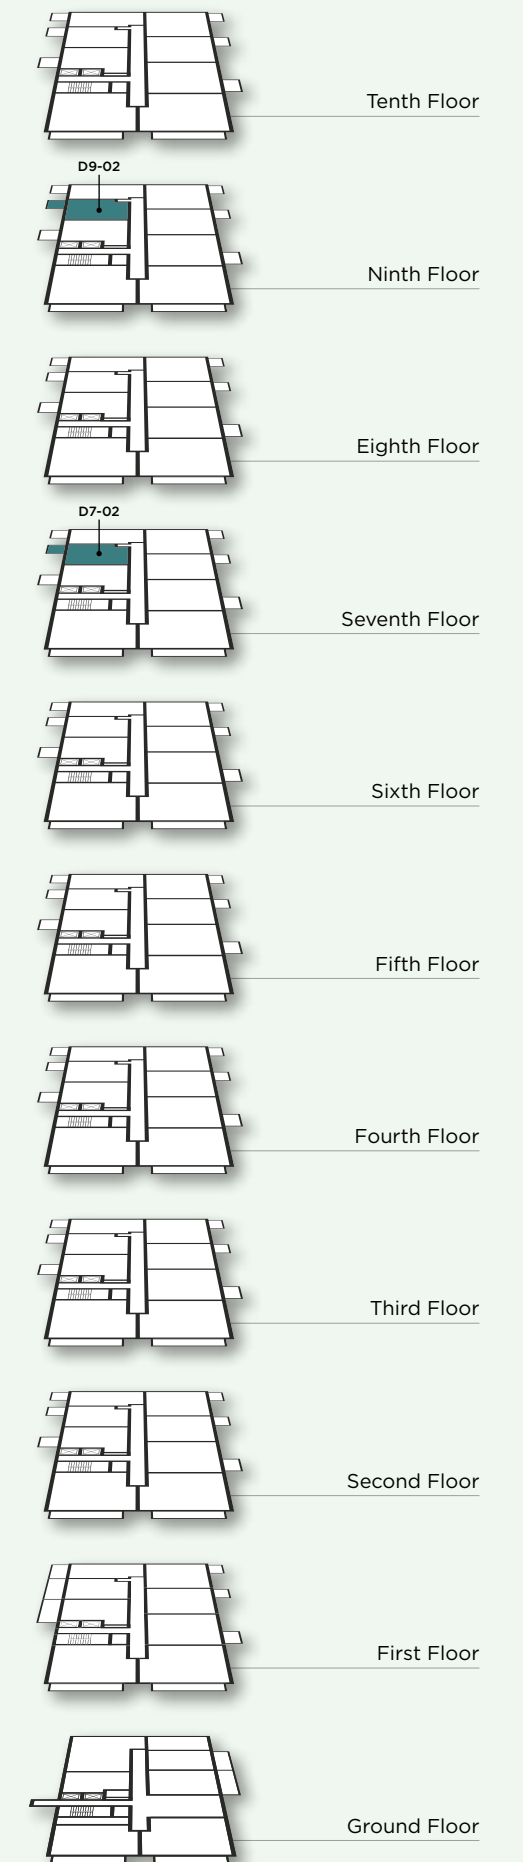 Tenth Floor
D9-02
Ninth Floor
Eighth Floor
D7-02
Seventh Floor
Sixth Floor
Fifth Floor
Fourth Floor
Third Floor
Second Floor
First Floor
Ground Floor